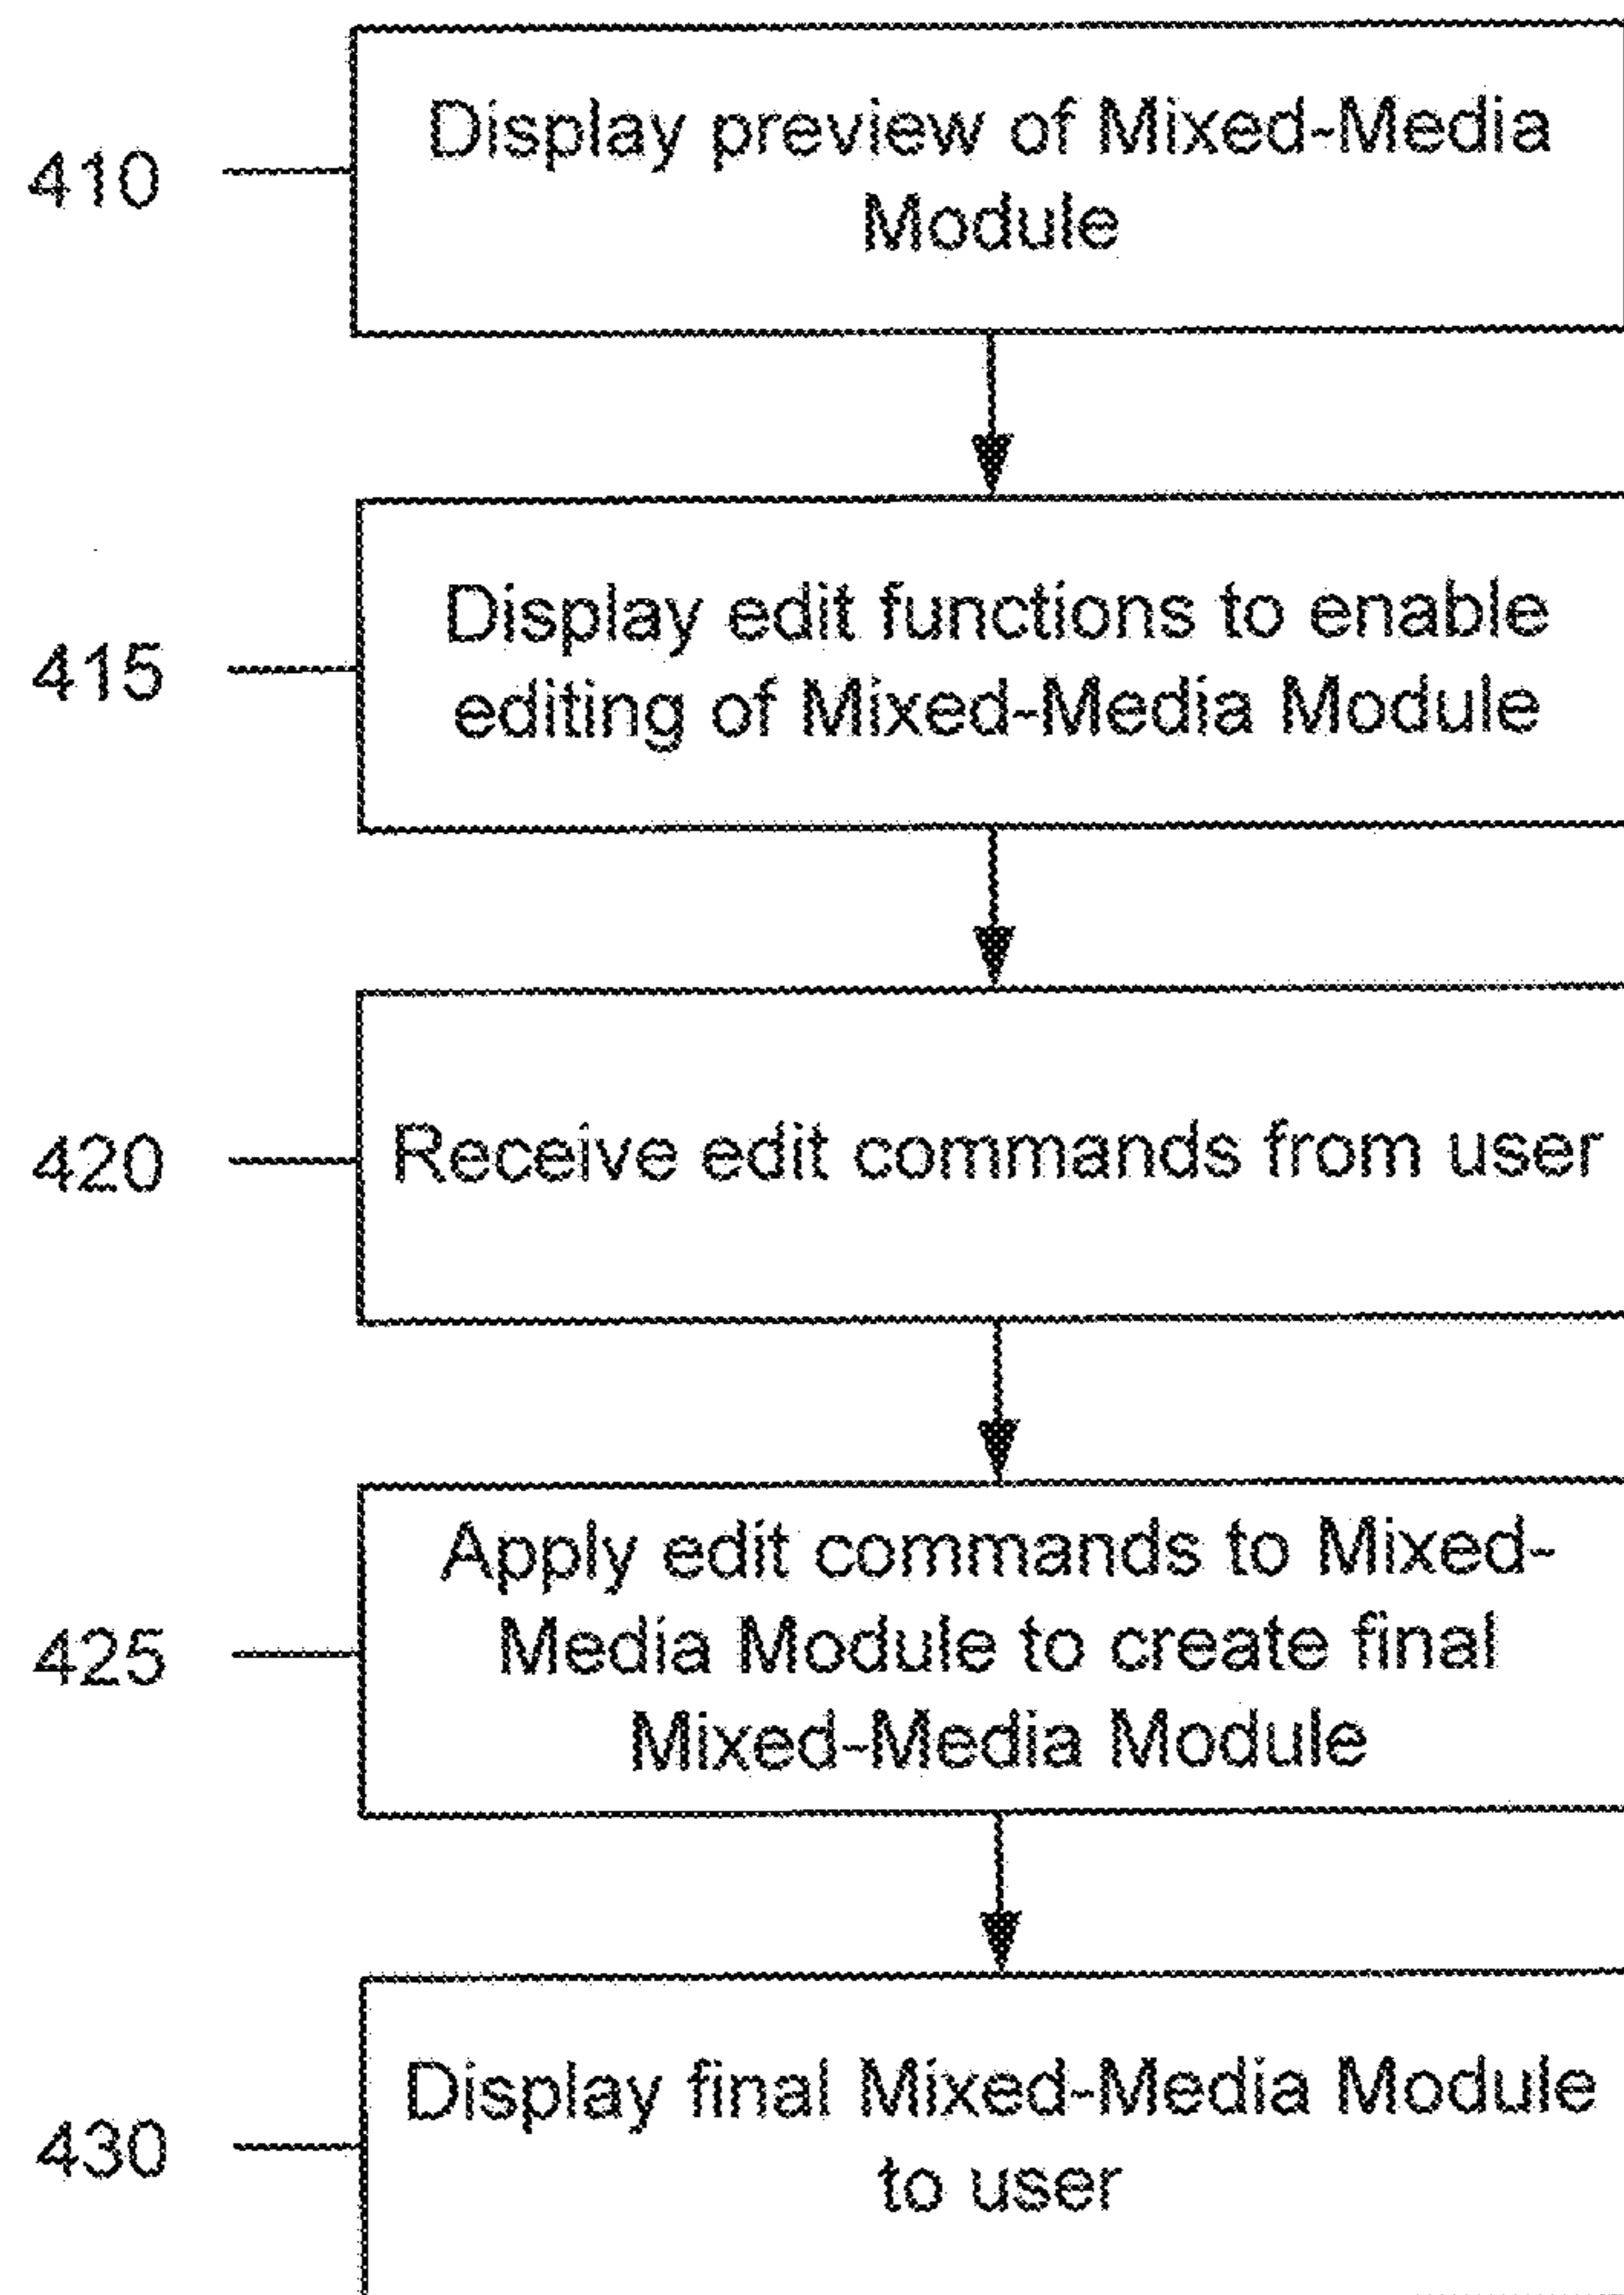 410
Display preview of Mixed-Media
Module
415
Display edit functions to enable
editing of Mixed-Media Module
420
Receive edit commands from user
425
Apply edit commands to Mixed-
Media Module to create final
Mixed-Media Module
430
Display final Mixed-Media Module
to user